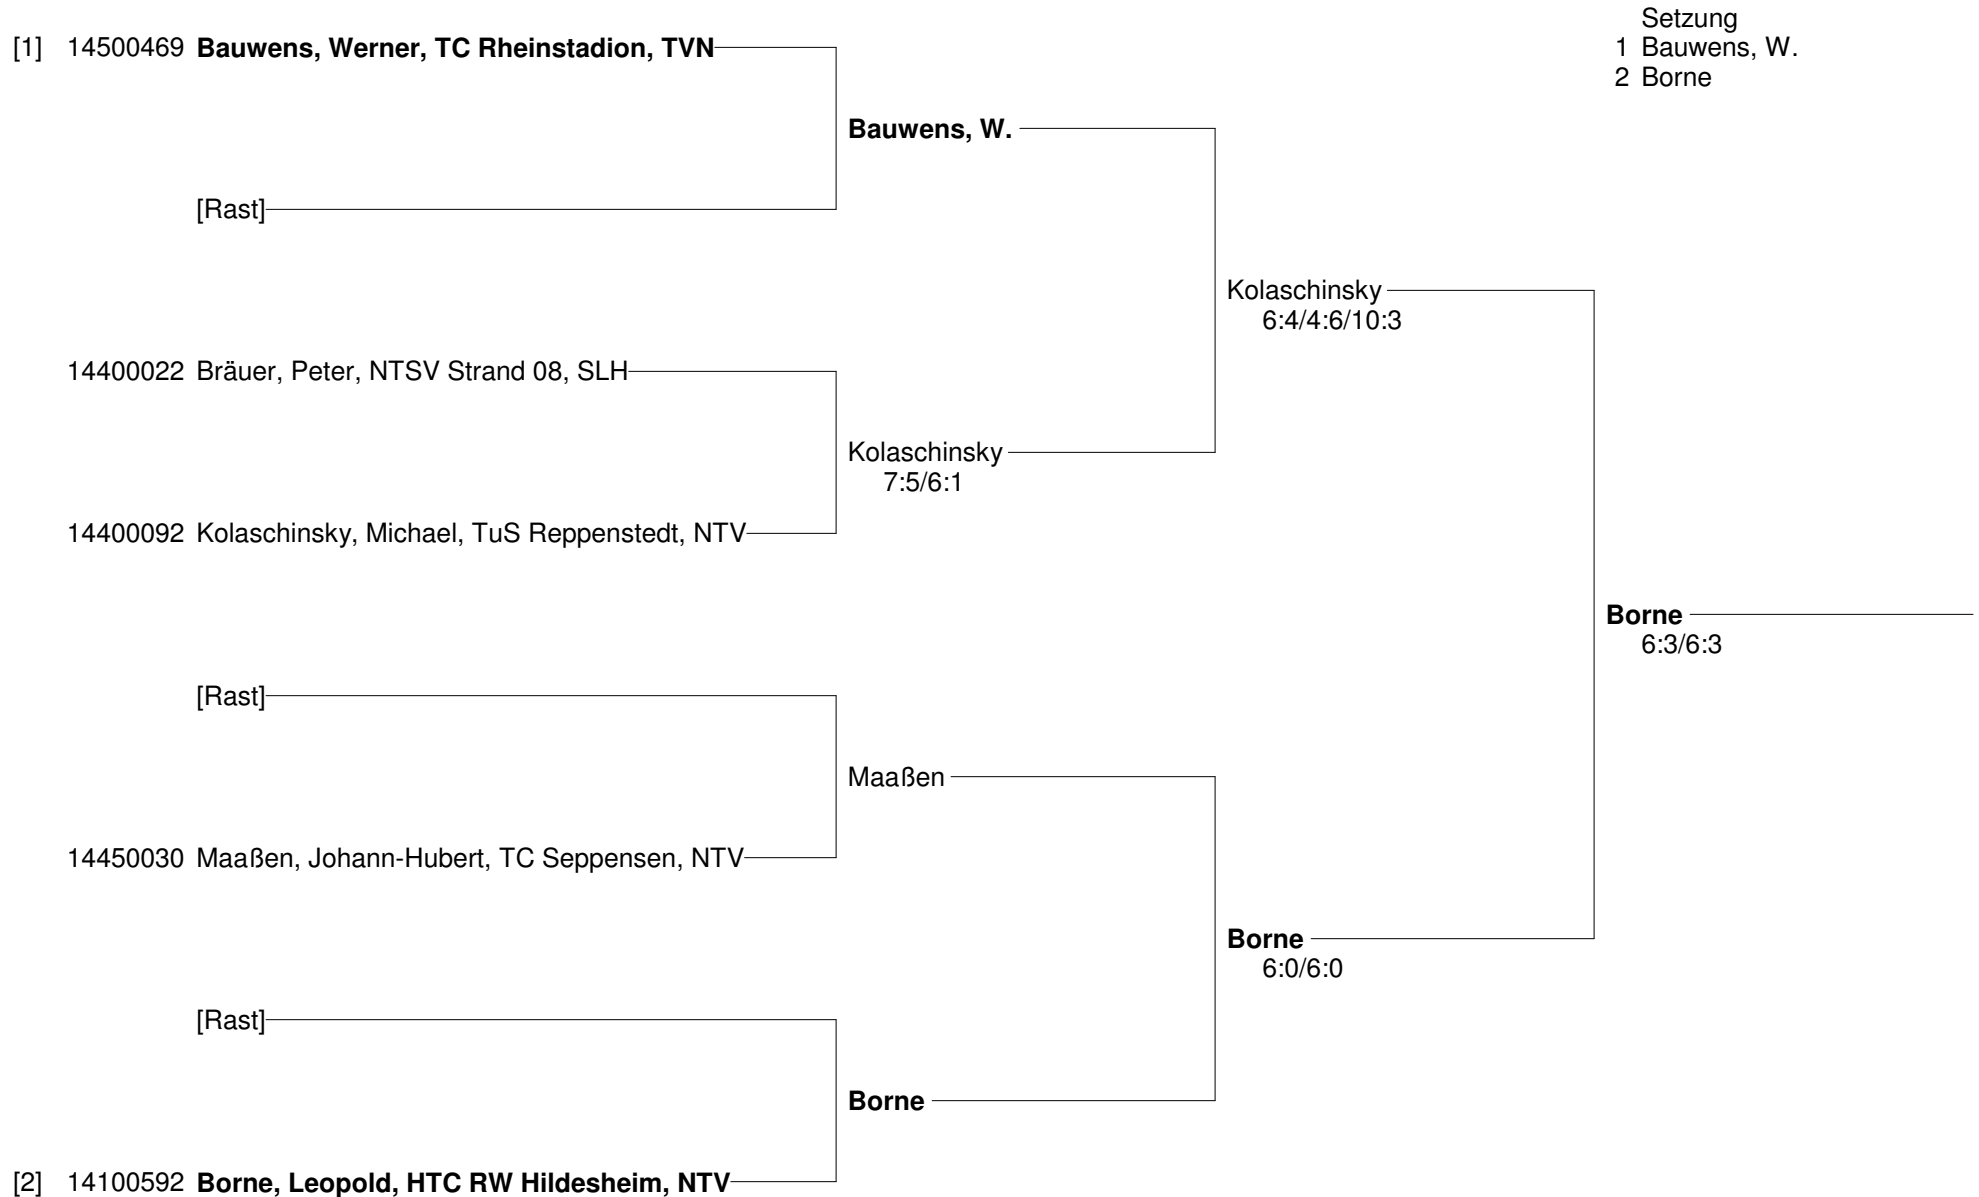 Setzung
[1] 14500469 Bauwens, Werner, TC Rheinstadion, TVN
1 Bauwens, W.
2 Borne
Bauwens, W.
[Rast]
Kolaschinsky
6:4/4:6/10:3
14400022 Bräuer, Peter, NTSV Strand 08, SLH
Kolaschinsky
7:5/6:1
14400092 Kolaschinsky, Michael, TuS Reppenstedt, NTV
Borne
6:3/6:3
[Rast]
Maaßen
14450030 Maaßen, Johann-Hubert, TC Seppensen, NTV
Borne
6:0/6:0
[Rast]
Borne
[2] 14100592 Borne, Leopold, HTC RW Hildesheim, NTV